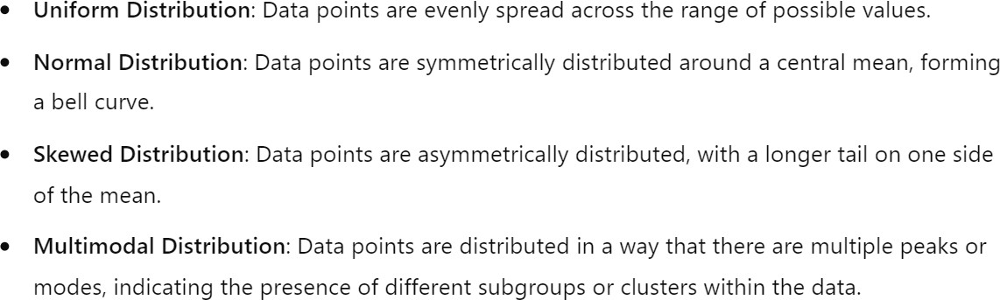 • Uniform Distribution: Data points are evenly spread across the range of possible values.
• Normal Distribution: Data points are symmetrically distributed around a central mean, forming
a bell curve.
• Skewed Distribution: Data points are asymmetrically distributed, with a longer tail on one side
of the mean.
• Multimodal Distribution: Data points are distributed in a way that there are multiple peaks or
modes, indicating the presence of different subgroups or clusters within the data.